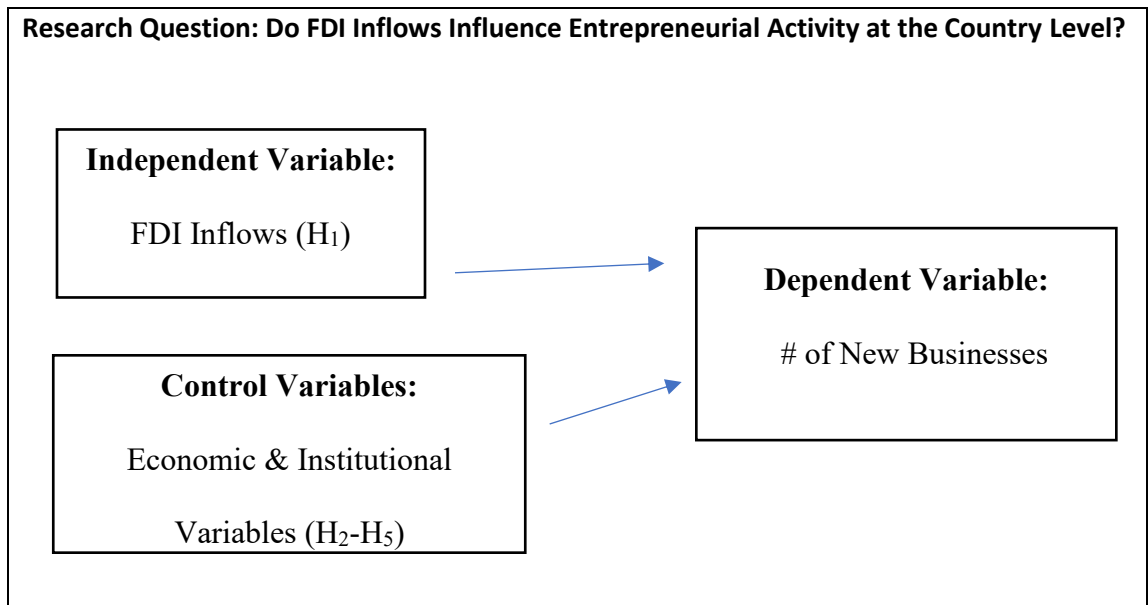 Research Question: Do FDI Inflows Influence Entrepreneurial Activity at the Country Level?
Independent Variable:
FDI Inflows (H₁)
Control Variables:
Economic & Institutional
Variables (H₂-H₅)
Dependent Variable:
# of New Businesses